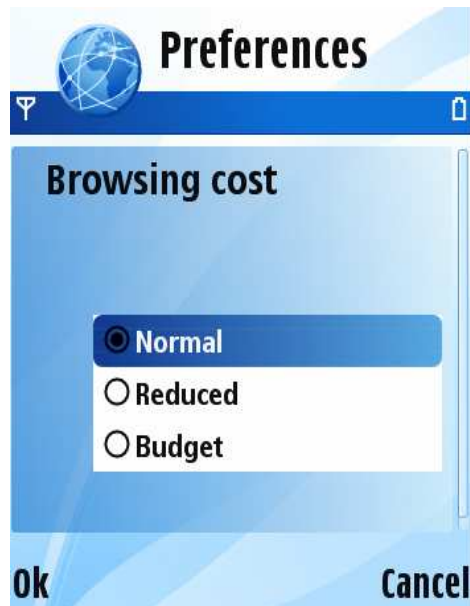 Preferences
Browsing cost
Normal
Reduced
Budget
Ok Cancel